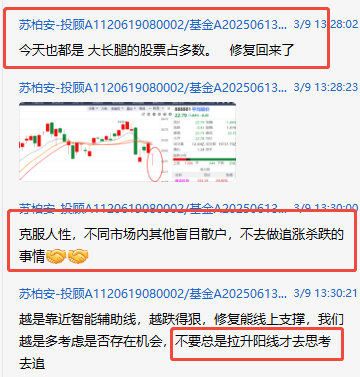 苏柏安-投顾A1120619080002/基金A20250613... 3/9 13:28:02
今天也都是 大长腿的股票占多数。 修复回来了
苏柏安-投顾A1120619080002/基金A20250613... 3/9 13:28:23
苏柏安-投顾A1120619080002/基金A20250613... 3/9 13:30:00
克服人性，不同市场内其他盲目散户，不去做追涨杀跌的
事情🤝🤝
苏柏安-投顾A1120619080002/基金A20250613... 3/9 13:30:21
越是靠近智能辅助线，越跌得狠，修复熊线上支撑，我们
越是多考虑是否存在机会，不要总是拉升阳线才去思考
去追